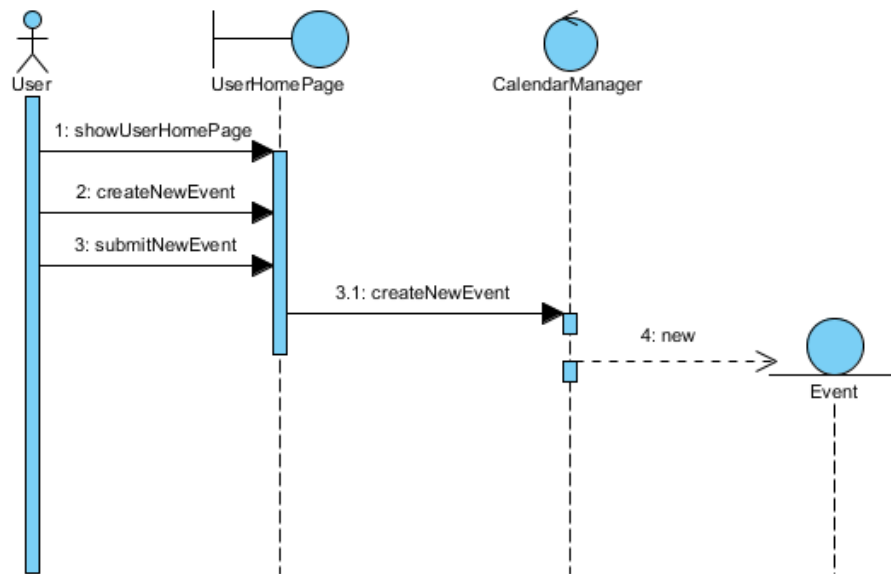 User
UserHomePage
CalendarManager
1: showUserHomePage
2: createNewEvent
3: submitNewEvent
3.1: createNewEvent
4: new
Event